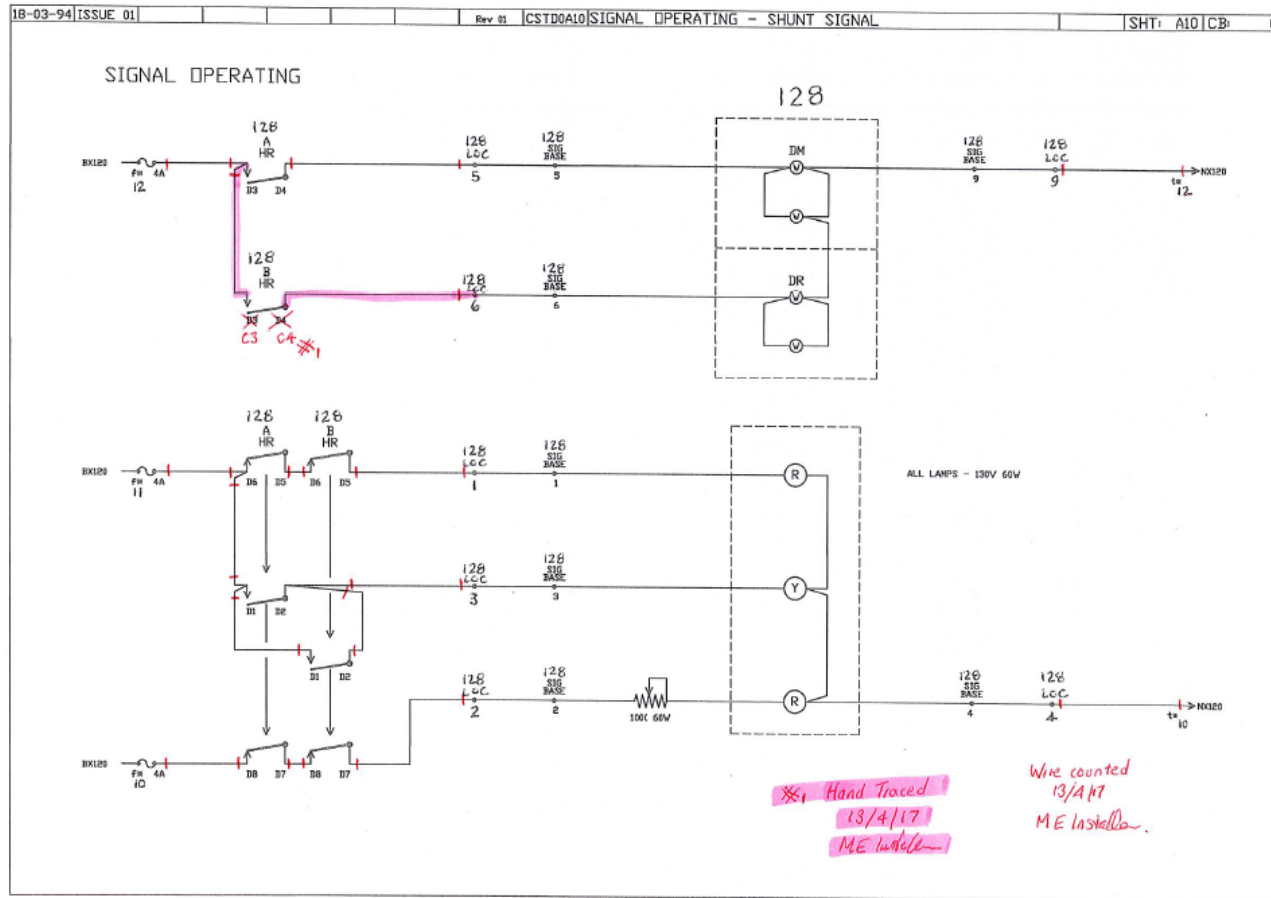 18-03-94 ISSUE 01 Rev 01 CSTD0A10 SIGNAL OPERATING - SHUNT SIGNAL SHT: A10 CB:
SIGNAL OPERATING
128
128
A
HR
BX120
f= 4A
12
D3 D4
128
LOC
5
128
SIG
BASE
5
DM
W
W
128
SIG
BASE
9
128
LOC
9
t=
12
NX120
128
B
HR
D3 D4
C3 C4 ※1
128
LOC
6
128
SIG
BASE
6
DR
W
W
128
A
HR
128
B
HR
BX120
f= 4A
11
D6 D5 D6 D5
128
LOC
1
128
SIG
BASE
1
R
ALL LAMPS - 130V 60W
D1 D2
128
LOC
3
128
SIG
BASE
3
Y
D1 D2
128
LOC
2
128
SIG
BASE
2
60W
R
128
SIG
BASE
4
128
LOC
4
t=
10
NX120
BX120
f= 4A
10
D8 D7 D8 D7
※1 Hand Traced
13/4/17
ME Installer
Wire counted
13/4/17
ME Installer.